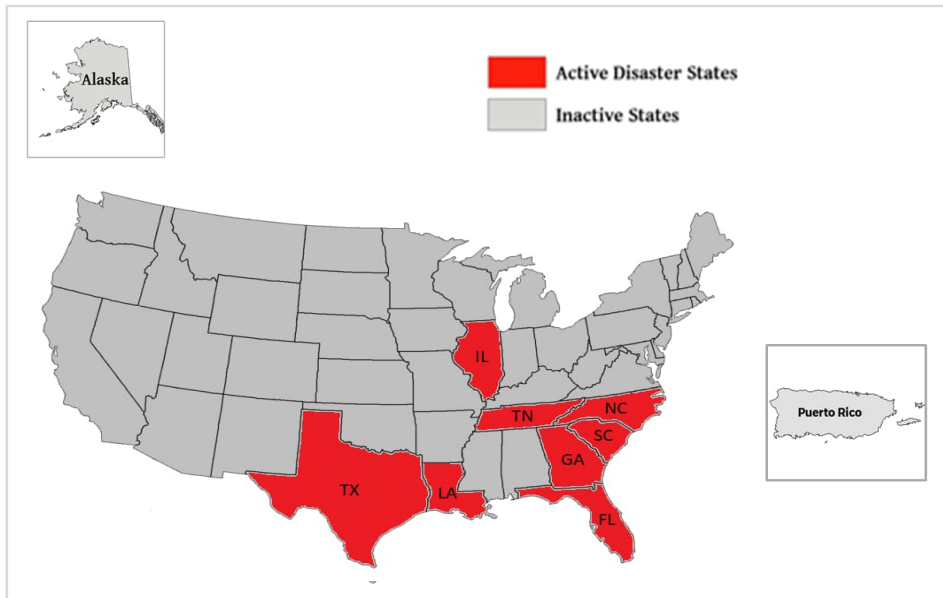 Alaska
Active Disaster States
Inactive States
IL
TN
NC
SC
GA
TX
LA
FL
Puerto Rico